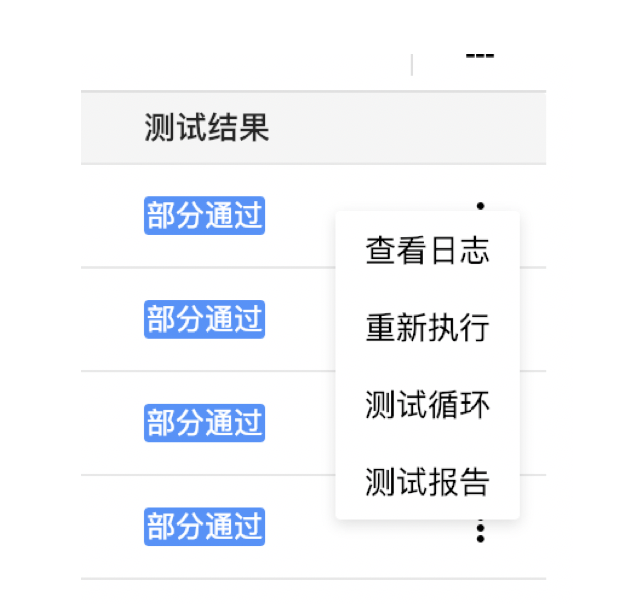 ---
测试结果
部分通过
查看日志
部分通过
重新执行
部分通过
测试循环
测试报告
部分通过